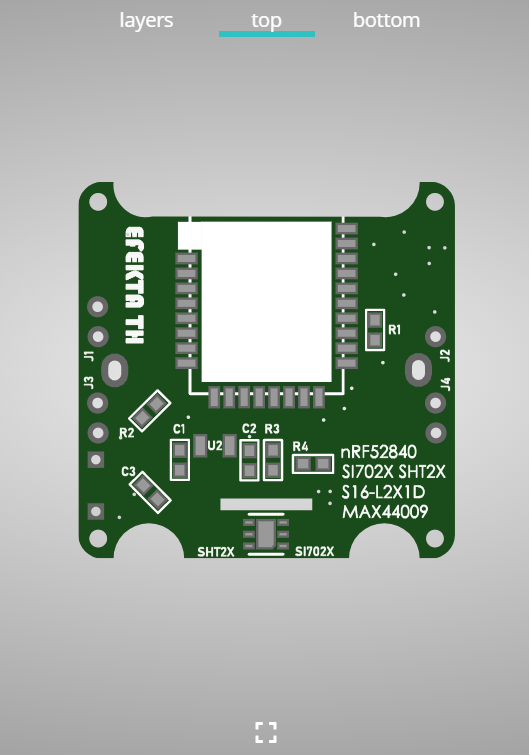 layers top bottom
EFEKTA TH
R1
J1
J2
J3
J4
R2
C1
U2
C2
R3
R4
nRF52840
SI702X SHT2X
C3
S16-L2X1D
MAX44009
SHT2X
SI702X